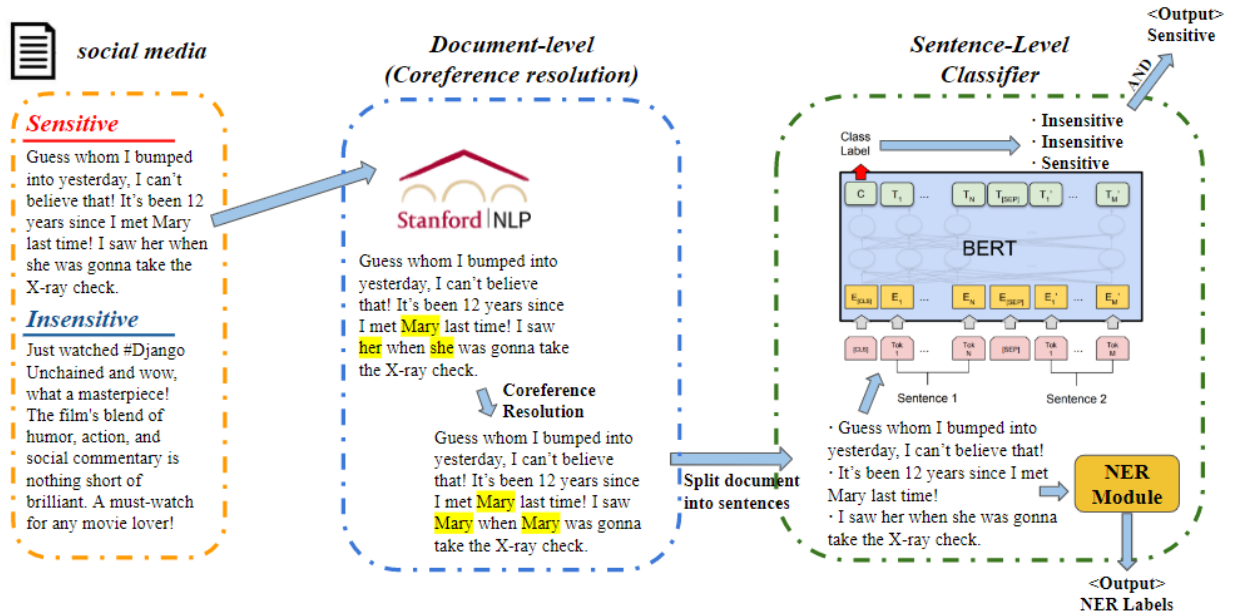 social media
Sensitive
Guess whom I bumped
into yesterday, I can't
believe that! It's been 12
years since I met Mary
last time! I saw her when
she was gonna take the
X-ray check.
Insensitive
Just watched #Django
Unchained and wow,
what a masterpiece!
The film's blend of
humor, action, and
social commentary is
nothing short of
brilliant. A must-watch
for any movie lover!
Document-level
(Coreference resolution)
Stanford | NLP
Guess whom I bumped into
yesterday, I can't believe
that! It's been 12 years since
I met Mary last time! I saw
her when she was gonna take
the X-ray check.
Coreference
Resolution
Guess whom I bumped into
yesterday, I can't believe
that! It's been 12 years since
I met Mary last time! I saw
Mary when Mary was gonna
take the X-ray check.
Split document
into sentences
Sentence-Level
Classifier
<Output>
Sensitive
AND
· Insensitive
· Insensitive
· Sensitive
Class
Label
C T1 ... TN T[SEP] T1' ... TM'
BERT
E[CLS] E1 ... EN E[SEP] E1' ... EM'
[CLS] Tok 1 ... Tok N [SEP] Tok 1 ... Tok M
Sentence 1 Sentence 2
· Guess whom I bumped into
yesterday, I can't believe that!
· It's been 12 years since I met
Mary last time!
· I saw her when she was gonna
take the X-ray check.
NER
Module
<Output>
NER Labels